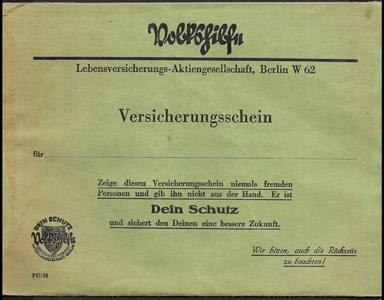 Volkshilfe
Lebensversicherungs-Aktiengesellschaft, Berlin W 62
Versicherungsschein
für
Zeige diesen Versicherungsschein niemals fremden
Personen und gib ihn nicht aus der Hand. Er ist
Dein Schutz
und sichert den Deinen eine bessere Zukunft.
DEIN SCHUTZ
Volkshilfe
Wir bitten, auch die Rückseite
zu beachten!